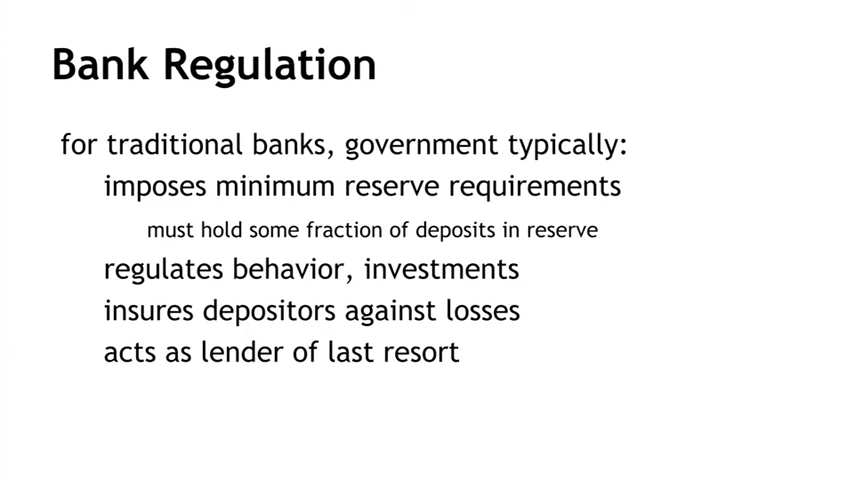 Bank Regulation
for traditional banks, government typically:
imposes minimum reserve requirements
must hold some fraction of deposits in reserve
regulates behavior, investments
insures depositors against losses
acts as lender of last resort